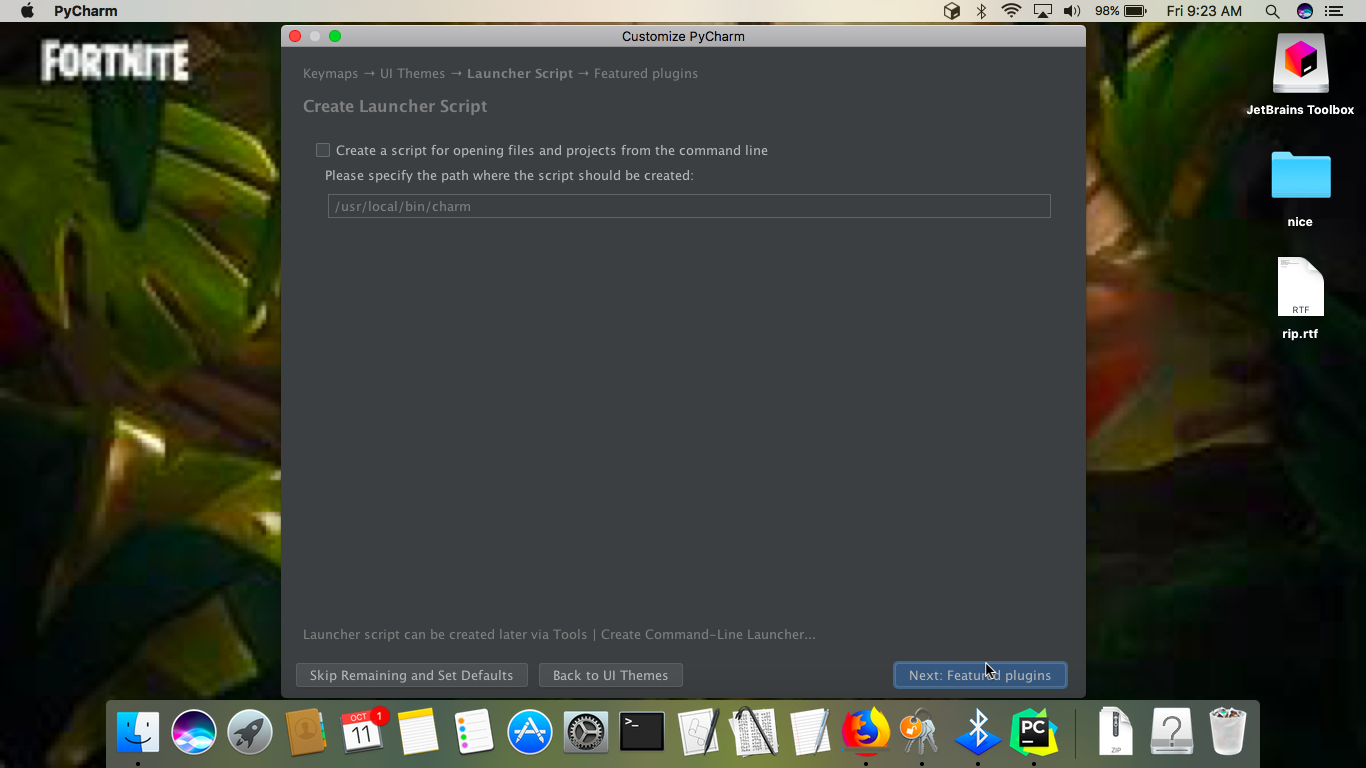 PyCharm
98%
Fri 9:23 AM
FORTNITE
Customize PyCharm
Keymaps → UI Themes → Launcher Script → Featured plugins
Create Launcher Script
Create a script for opening files and projects from the command line
Please specify the path where the script should be created:
/usr/local/bin/charm
Launcher script can be created later via Tools | Create Command-Line Launcher...
Skip Remaining and Set Defaults
Back to UI Themes
Next: Featured plugins
JetBrains Toolbox
nice
RTF
rip.rtf
OCT
1
11
>_
PC
ZIP
?